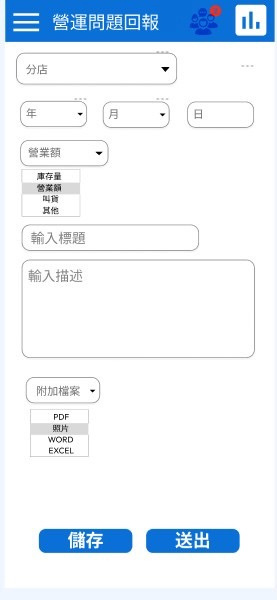 營運問題回報
分店
年 月 日
營業額
庫存量
營業額
叫貨
其他
輸入標題
輸入描述
附加檔案
PDF
照片
WORD
EXCEL
儲存 送出